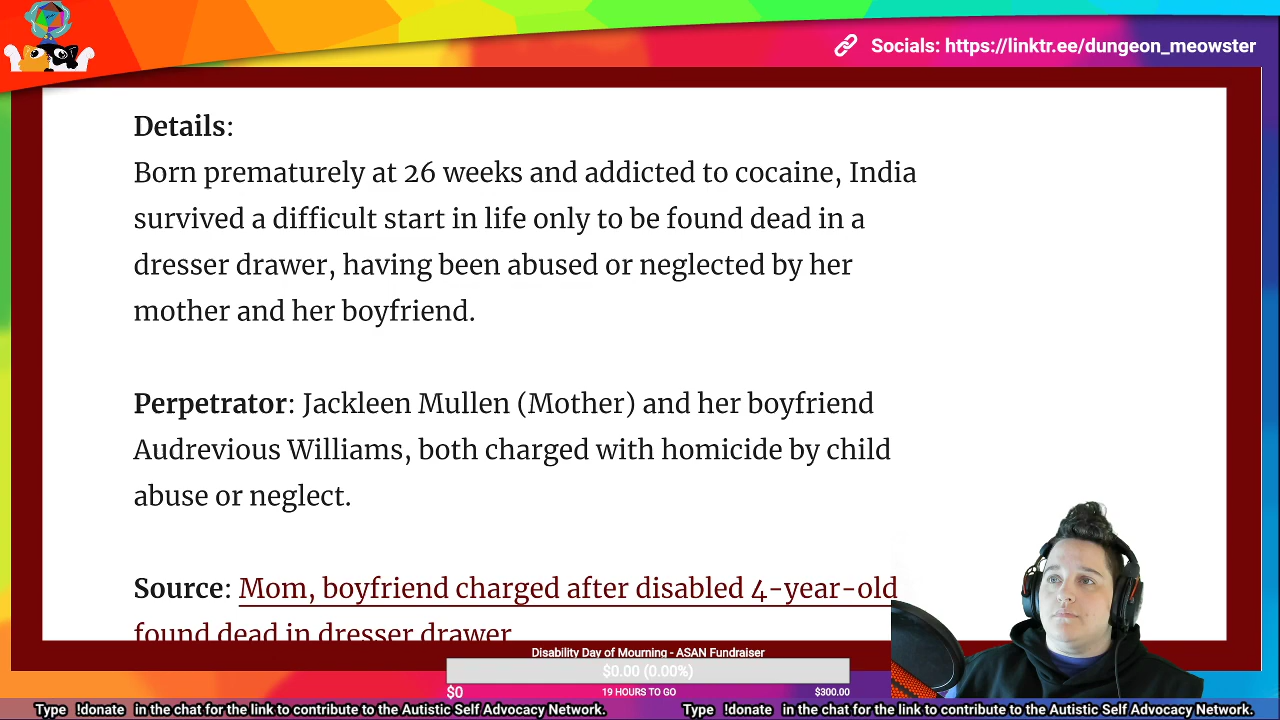 Socials: https://linktr.ee/dungeon_meowster
Details:
Born prematurely at 26 weeks and addicted to cocaine, India
survived a difficult start in life only to be found dead in a
dresser drawer, having been abused or neglected by her
mother and her boyfriend.
Perpetrator: Jackleen Mullen (Mother) and her boyfriend
Audrevious Williams, both charged with homicide by child
abuse or neglect.
Source: Mom, boyfriend charged after disabled 4-year-old
found dead in dresser drawer
Disability Day of Mourning - ASAN Fundraiser
$0.00 (0.00%)
$0 19 HOURS TO GO $300.00
Type !donate in the chat for the link to contribute to the Autistic Self Advocacy Network. Type !donate in the chat for the link to contribute to the Autistic Self Advocacy Network.